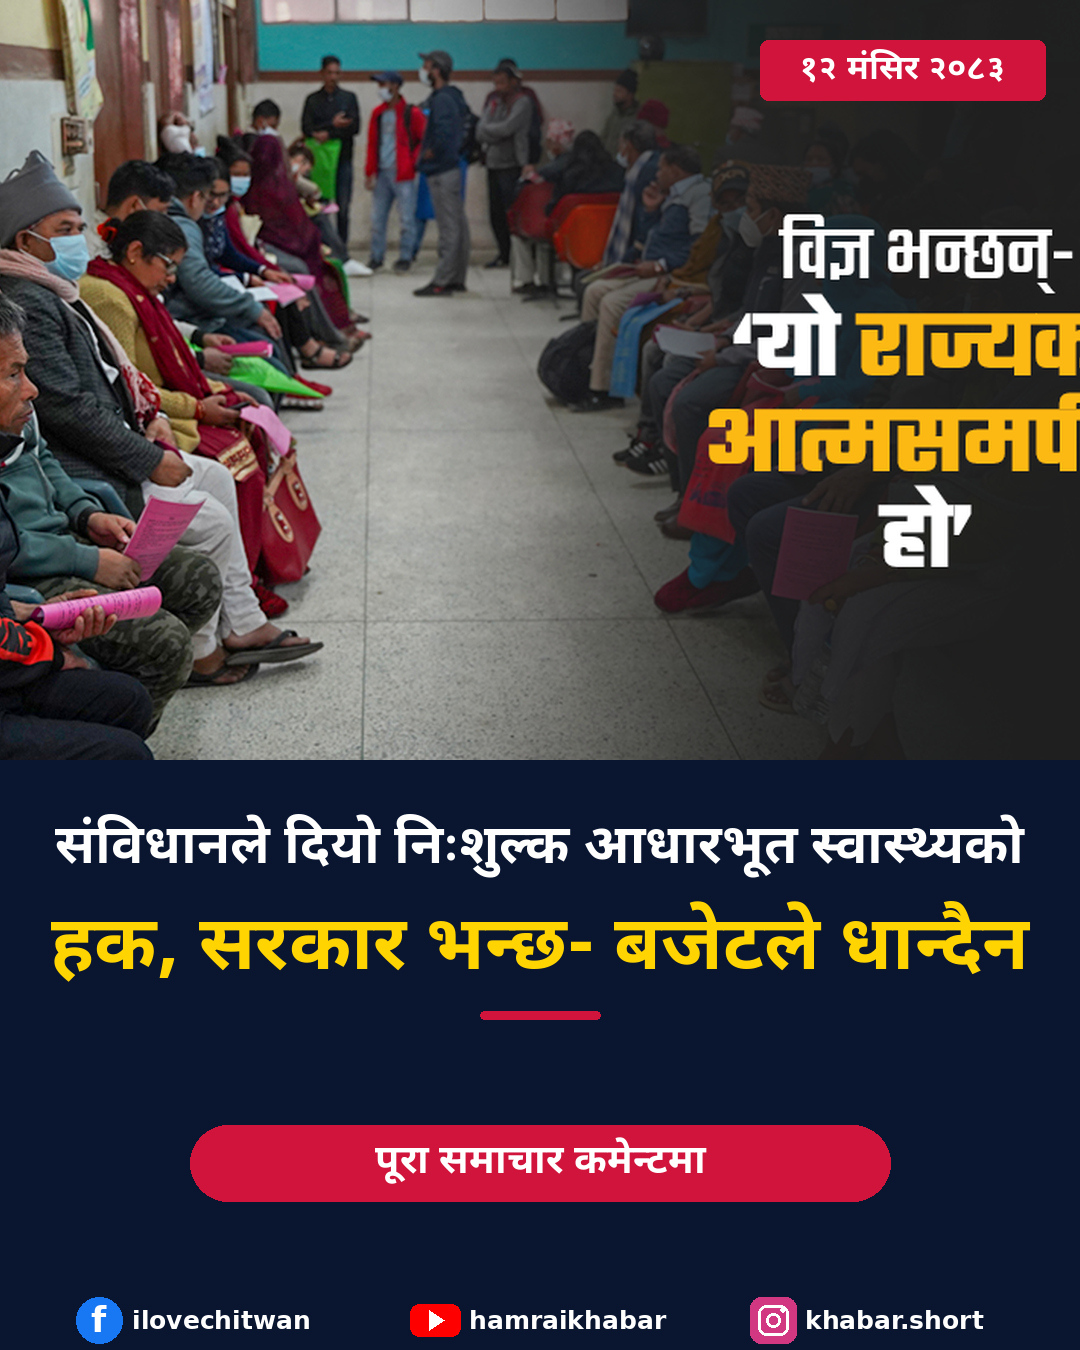 १२ मंसिर २०८३
विज्ञ भन्छन्-
‘यो राज्यक
आत्मसमर्प
हो’
संविधानले दियो निःशुल्क आधारभूत स्वास्थ्यको
हक, सरकार भन्छ- बजेटले धान्दैन
पूरा समाचार कमेन्टमा
ilovechitwan
hamraikhabar
khabar.short